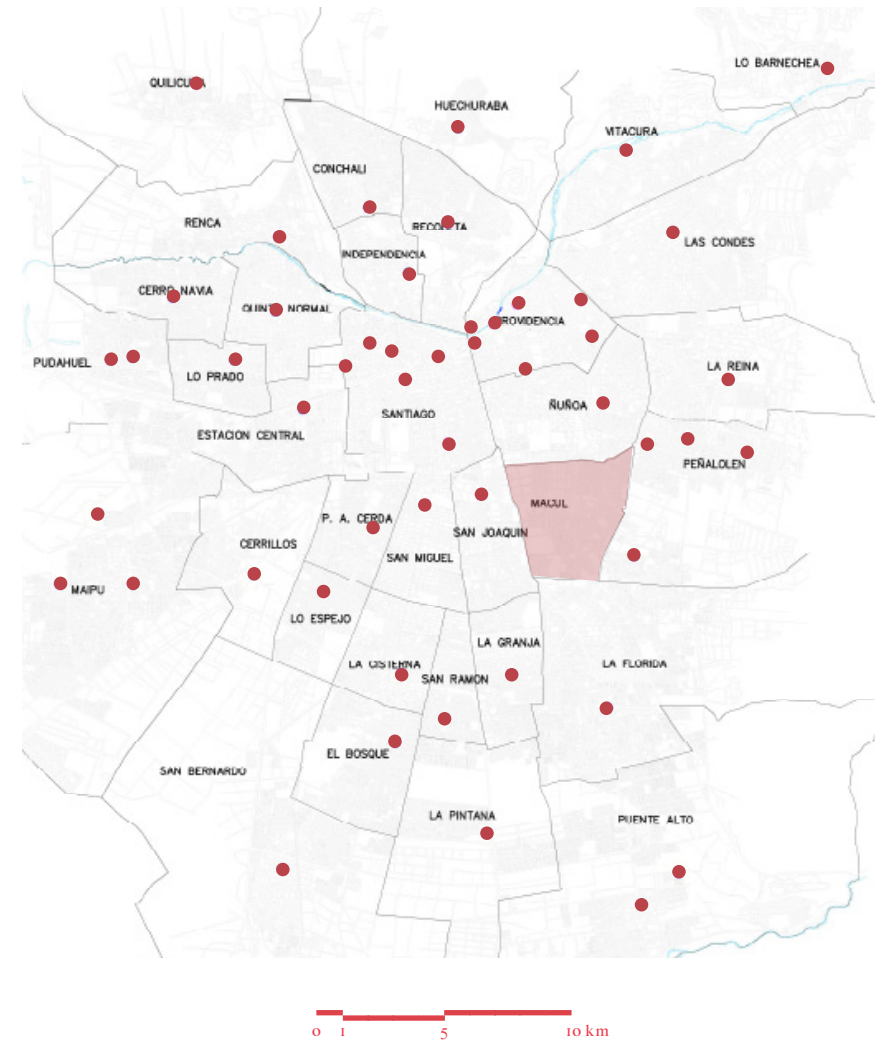 LO BARNECHEA
QUILICURA
HUECHURABA
VITACURA
CONCHALI
RENCA
RECOLETA
LAS CONDES
INDEPENDENCIA
CERRO NAVIA
QUINTA NORMAL
PROVIDENCIA
PUDAHUEL
LO PRADO
LA REINA
SANTIAGO
ÑUÑOA
ESTACION CENTRAL
PEÑALOLEN
MACUL
P. A. CERDA
SAN JOAQUIN
CERRILLOS
SAN MIGUEL
MAIPU
LO ESPEJO
LA GRANJA
LA CISTERNA
LA FLORIDA
SAN RAMON
EL BOSQUE
SAN BERNARDO
LA PINTANA
PUENTE ALTO
0 1 5 10 km